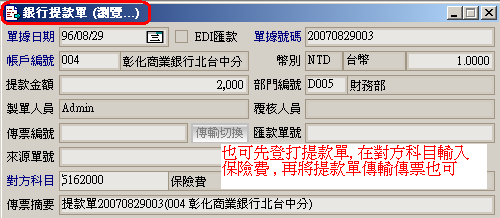 銀行提款單 (瀏覽...)
單據日期 96/08/29 EDI匯款 單據號碼 20070829003
帳戶編號 004 彰化商業銀行北台中分 幣別 NTD 台幣 1.0000
提款金額 2,000 部門編號 D005 財務部
製單人員 Admin 覆核人員
傳票編號 傳輸切換 匯款單號
來源單號
也可先登打提款單, 在對方科目輸入
保險費, 再將提款單傳輸傳票也可
對方科目 5162000 保險費
傳票摘要 提款單20070829003(004 彰化商業銀行北台中分)